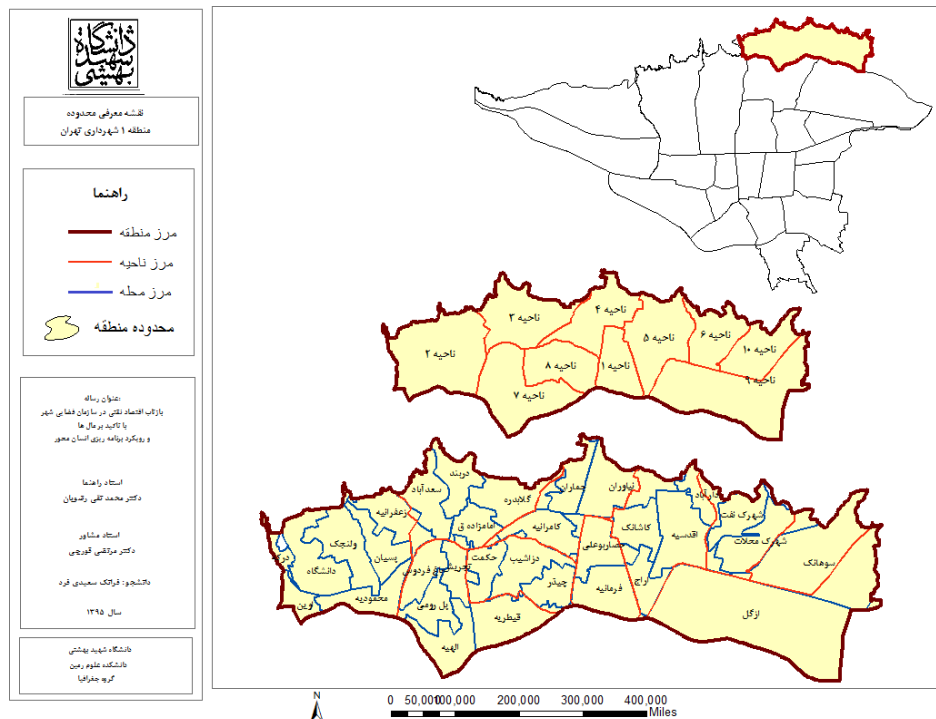 دانشگاه
شهید
بهشتی
نقشه معرفی محدوده
منطقه ۱ شهرداری تهران
راهنما
مرز منطقه
مرز ناحیه
مرز محله
محدوده منطقه
عنوان رساله:
بازتاب اقتصاد نفتی در سازمان فضایی شهر
با تاکید بر مال ها
و رویکرد برنامه ریزی انسان محور
استاد راهنما
دکتر محمد تقی رضویان
استاد مشاور
دکتر مرتضی قورچی
دانشجو: فرانک سعیدی فرد
سال ۱۳۹۵
دانشگاه شهید بهشتی
دانشکده علوم زمین
گروه جغرافیا
ناحیه ۴
ناحیه ۳
ناحیه ۵
ناحیه ۶
ناحیه ۱۰
ناحیه ۲
ناحیه ۸
ناحیه ۱
ناحیه ۹
ناحیه ۷
دربند
سعدآباد
جماران
نیاوران
دارآباد
گلابدره
شهرک نفت
زعفرانیه
امامزاده ق
کامرانیه
کاشانک
اقدسیه
شهرک محلات
ولنجک
حصاربوعلی
سوهانک
درکه
دانشگاه
پسیان
باغ فردوس
تجریش
حکمت
دزاشیب
چیذر
فرمانیه
اراج
اوین
محمودیه
پل رومی
قیطریه
ازگل
الهیه
N
0 50,000100,000 200,000 300,000 400,000
Miles